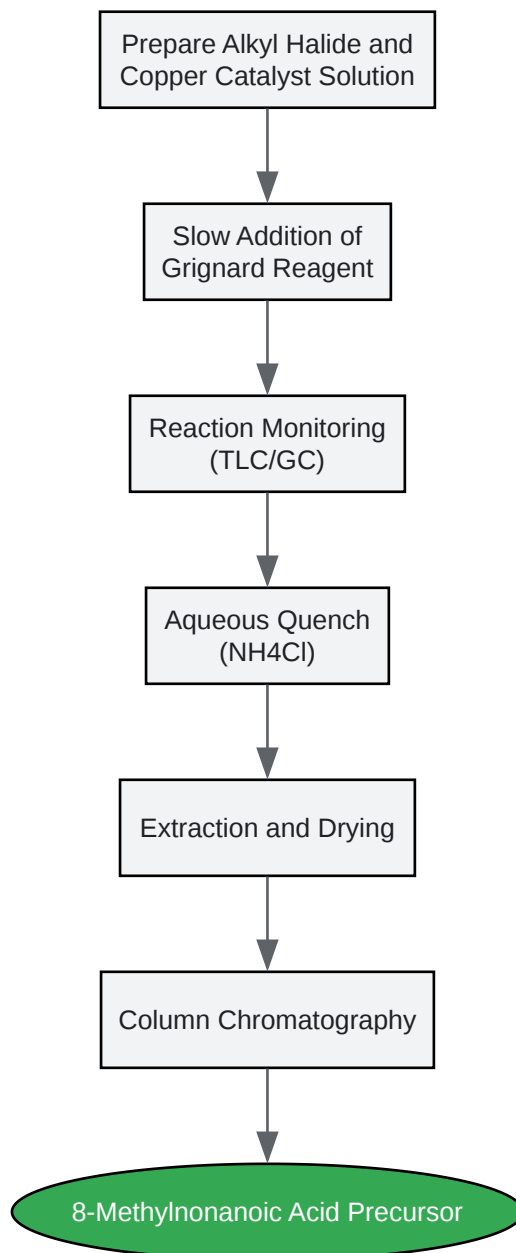 Prepare Alkyl Halide and
Copper Catalyst Solution
Slow Addition of
Grignard Reagent
Reaction Monitoring
(TLC/GC)
Aqueous Quench
(NH4Cl)
Extraction and Drying
Column Chromatography
8-Methylnonanoic Acid Precursor